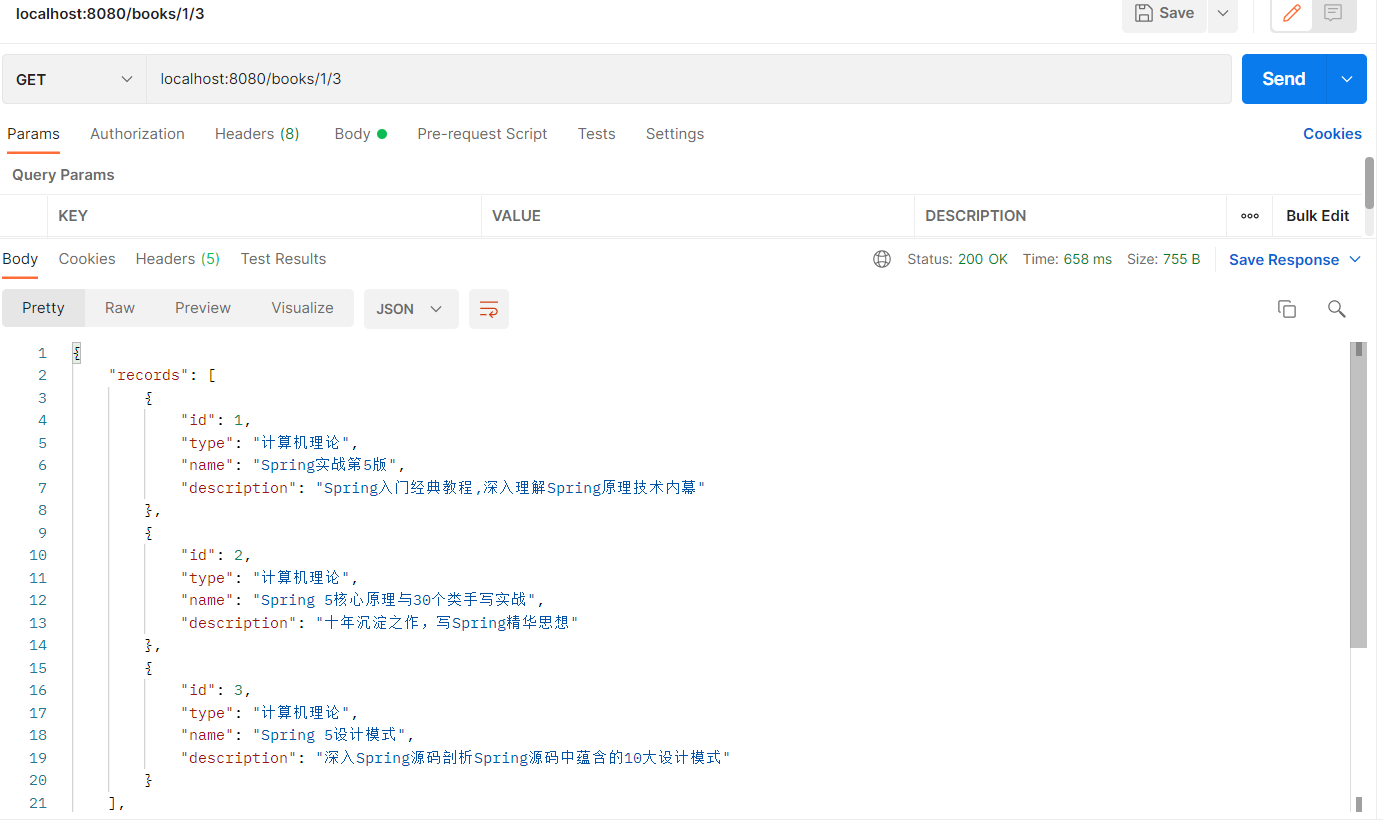 localhost:8080/books/1/3
Save
GET
localhost:8080/books/1/3
Send
Params Authorization Headers (8) Body Pre-request Script Tests Settings Cookies
Query Params
KEY VALUE DESCRIPTION ooo Bulk Edit
Body Cookies Headers (5) Test Results Status: 200 OK Time: 658 ms Size: 755 B Save Response
Pretty Raw Preview Visualize JSON
1 {
2 "records": [
3 {
4 "id": 1,
5 "type": "计算机理论",
6 "name": "Spring实战第5版",
7 "description": "Spring入门经典教程,深入理解Spring原理技术内幕"
8 },
9 {
10 "id": 2,
11 "type": "计算机理论",
12 "name": "Spring 5核心原理与30个类手写实战",
13 "description": "十年沉淀之作，写Spring精华思想"
14 },
15 {
16 "id": 3,
17 "type": "计算机理论",
18 "name": "Spring 5设计模式",
19 "description": "深入Spring源码剖析Spring源码中蕴含的10大设计模式"
20 }
21 ],